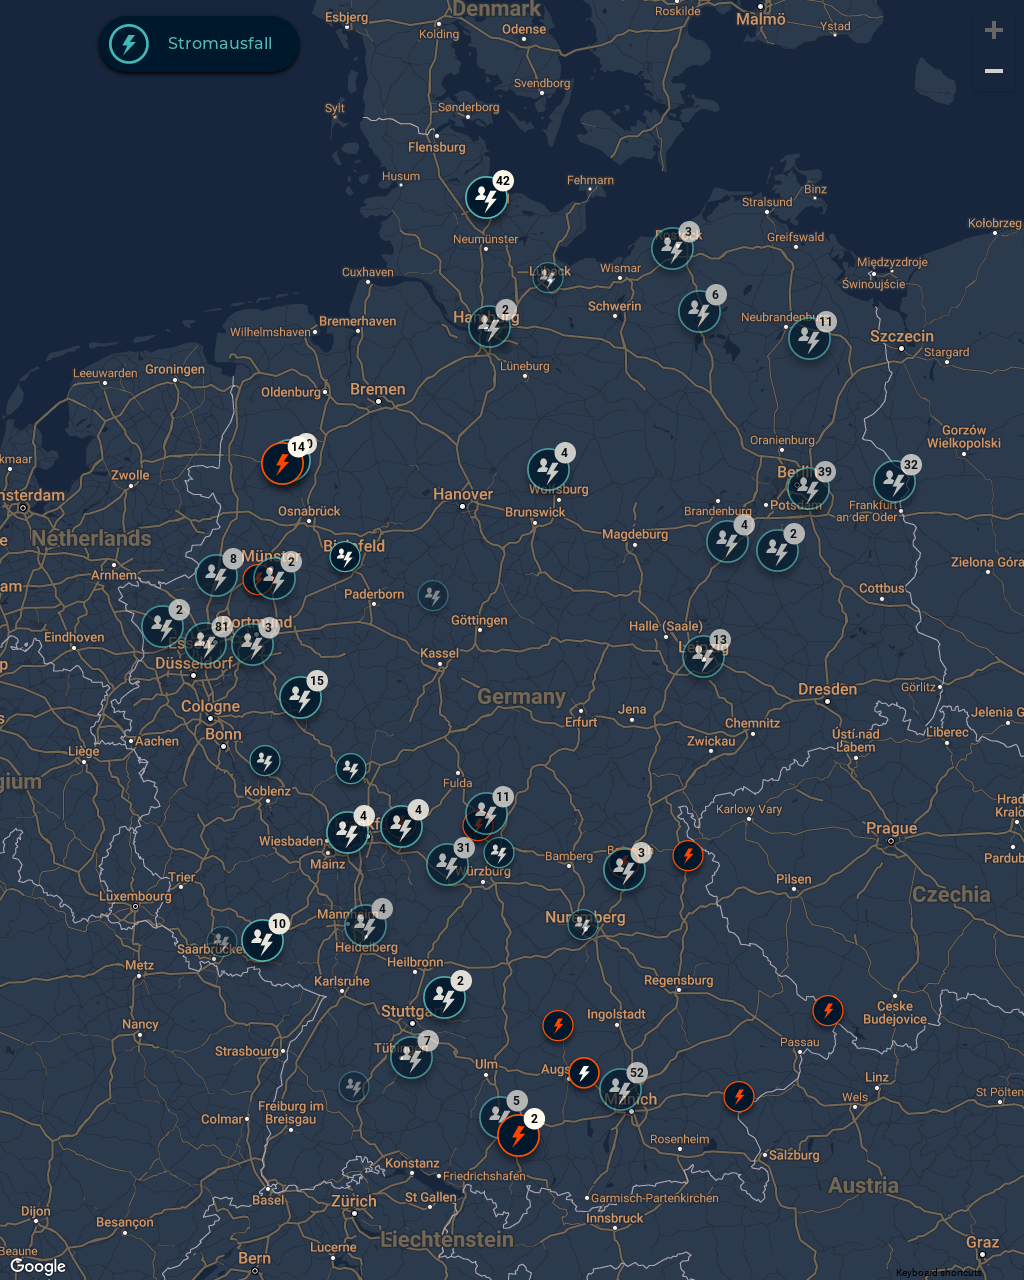 Denmark
Esbjerg
Kolding
Odense
Roskilde
Malmö
Ystad
Stromausfall
Svendborg
Sylt
Sønderborg
Flensburg
Husum
Fehmarn
42
Binz
Stralsund
Kołobrzeg
Neumünster
3
Greifswald
Cuxhaven
Lübeck
Wismar
Międzyzdroje
Świnoujście
6
Schwerin
2
Hamburg
Neubrandenburg
11
Bremerhaven
Wilhelmshaven
Szczecin
Stargard
Lüneburg
Groningen
Leeuwarden
Bremen
Oldenburg
Gorzów
Wielkopolski
Oranienburg
14
4
kmaar
Zwolle
39
32
Berlin
Wolfsburg
Hanover
nsterdam
Potsdam
Frankfurt
an der Oder
Brandenburg
Osnabrück
Brunswick
4
2
Magdeburg
Netherlands
Bielefeld
8
Münster
2
Zielona Góra
Arnhem
am
Cottbus
Paderborn
2
Göttingen
81
Dortmund
3
Halle (Saale)
13
Leipzig
Eindhoven
Essen
Düsseldorf
Kassel
15
Germany
Dresden
Görlitz
Cologne
Jena
Erfurt
Jelenia G
Chemnitz
Bonn
Aachen
Zwickau
Ústí nad
Labem
Liberec
Liège
gium
Fulda
Koblenz
11
Hrad
Kralo
Karlovy Vary
4
4
Prague
Wiesbaden
31
3
Mainz
Bamberg
Pardub
Würzburg
Trier
Pilsen
Luxembourg
Czechia
4
Mannheim
10
Nuremberg
Saarbrücken
Heidelberg
Heilbronn
Metz
2
Karlsruhe
Regensburg
Stuttga
Ingolstadt
Ceske
Budejovice
Nancy
7
Strasbourg
Tübingen
Passau
Ulm
Augs
52
Linz
Munich
Wels
St Pölten
5
Colmar
Freiburg im
Breisgau
2
Rosenheim
Salzburg
Konstanz
Friedrichshafen
Austria
Basel
Zürich
St Gallen
Garmisch-Partenkirchen
Dijon
Besançon
Innsbruck
Liechtenstein
Lucerne
Graz
Beaune
Bern
Google
Keyboard shortcuts